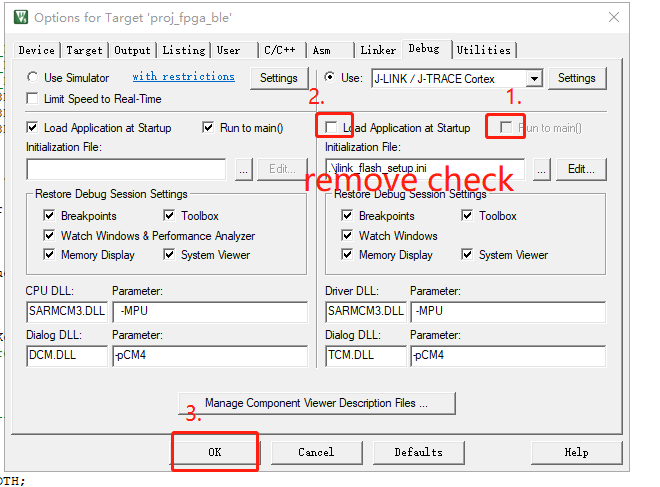 Options for Target 'proj_fpga_ble'
Device Target Output Listing User C/C++ Asm Linker Debug Utilities
Use Simulator with restrictions Settings Use: J-LINK / J-TRACE Cortex Settings
Limit Speed to Real-Time
2. 1.
Load Application at Startup Run to main() Load Application at Startup Run to main()
Initialization File: Initialization File:
... Edit... .\jlink_flash_setup.ini ... Edit...
remove check
Restore Debug Session Settings Restore Debug Session Settings
Breakpoints Toolbox Breakpoints Toolbox
Watch Windows & Performance Analyzer Watch Windows
Memory Display System Viewer Memory Display System Viewer
CPU DLL: Parameter: Driver DLL: Parameter:
SARMCM3.DLL -MPU SARMCM3.DLL -MPU
Dialog DLL: Parameter: Dialog DLL: Parameter:
DCM.DLL -pCM4 TCM.DLL -pCM4
Manage Component Viewer Description Files ...
3.
OK Cancel Defaults Help
OTH;